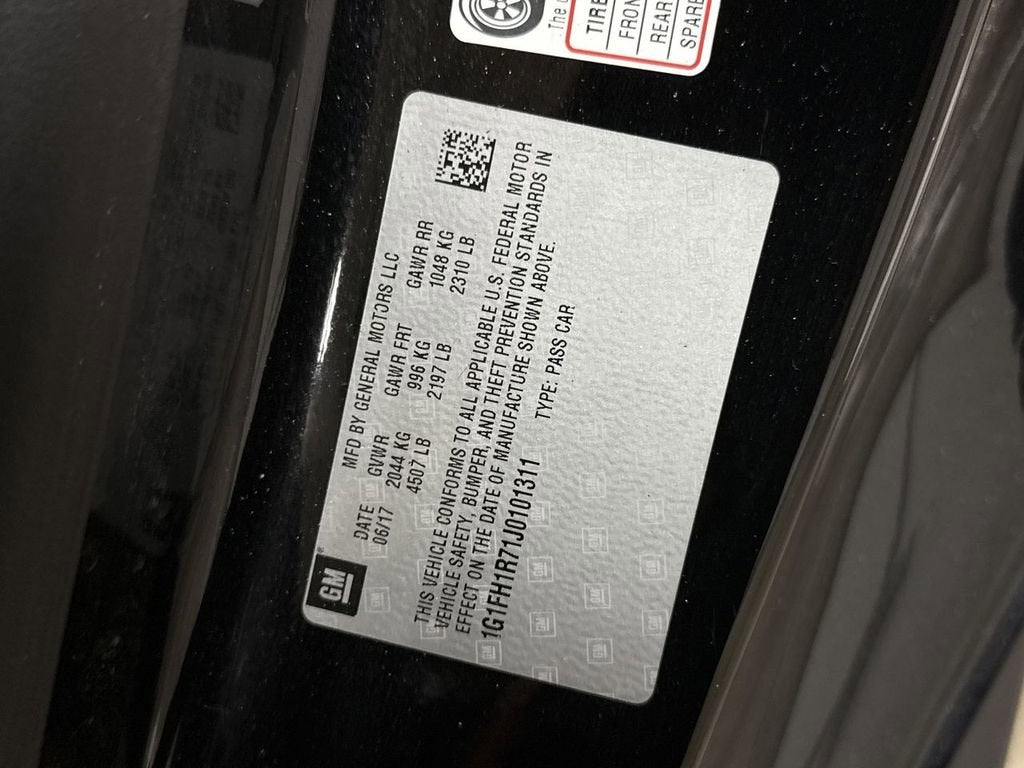 The
TIRE
FRON
REAR
SPARE
GM
MFD BY GENERAL MOTORS LLC
DATE GVWR GAWR FRT GAWR RR
06/17 2044 KG 996 KG 1048 KG
4507 LB 2197 LB 2310 LB
THIS VEHICLE CONFORMS TO ALL APPLICABLE U.S. FEDERAL MOTOR
VEHICLE SAFETY, BUMPER, AND THEFT PREVENTION STANDARDS IN
EFFECT ON THE DATE OF MANUFACTURE SHOWN ABOVE.
1G1FH1R71J0101311 TYPE: PASS CAR